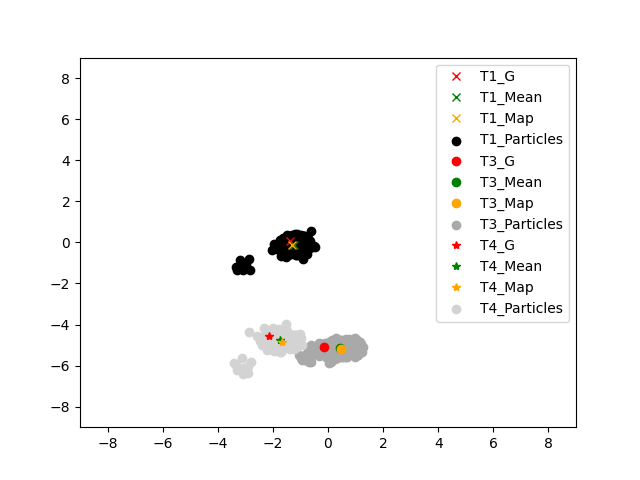 8
6
4
2
0
−2
−4
−6
−8
−8 −6 −4 −2 0 2 4 6 8
T1_G
T1_Mean
T1_Map
T1_Particles
T3_G
T3_Mean
T3_Map
T3_Particles
T4_G
T4_Mean
T4_Map
T4_Particles